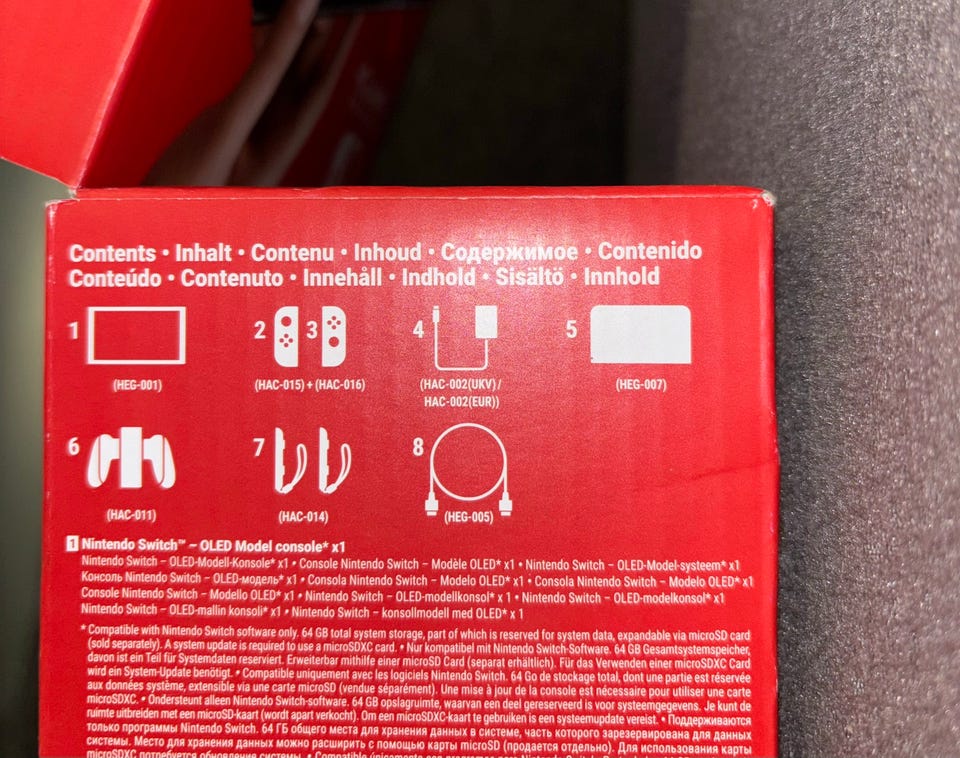 Contents • Inhalt • Contenu • Inhoud • Содержимое • Contenido
Conteúdo • Contenuto • Innehåll • Indhold • Sisältö • Innhold
1 2 3 4 5
(HEG-001) (HAC-015) + (HAC-016) (HAC-002(UKV) / (HEG-007)
HAC-002(EUR))
6 7 8
(HAC-011) (HAC-014) (HEG-005)
1 Nintendo Switch™ – OLED Model console* x1
Nintendo Switch – OLED-Modell-Konsole* x1 • Console Nintendo Switch – Modèle OLED* x1 • Nintendo Switch – OLED-Model-systeem* x1
Консоль Nintendo Switch – OLED-модель* x1 • Consola Nintendo Switch – Modelo OLED* x1 • Consola Nintendo Switch – Modelo OLED* x1
Console Nintendo Switch – Modello OLED* x1 • Nintendo Switch – OLED-modellkonsol* x 1 • Nintendo Switch – OLED-modelkonsol* x1
Nintendo Switch – OLED-mallin konsoli* x1 • Nintendo Switch – konsollmodell med OLED* x 1
* Compatible with Nintendo Switch software only. 64 GB total system storage, part of which is reserved for system data, expandable via microSD card
(sold separately). A system update is required to use a microSDXC card. • Nur kompatibel mit Nintendo Switch-Software. 64 GB Gesamtsystemspeicher,
davon ist ein Teil für Systemdaten reserviert. Erweiterbar mithilfe einer microSD Card (separat erhältlich). Für das Verwenden einer microSDXC Card
wird ein System-Update benötigt. • Compatible uniquement avec les logiciels Nintendo Switch. 64 Go de stockage total, dont une partie est réservée
aux données système, extensible via une carte microSD (vendue séparément). Une mise à jour de la console est nécessaire pour utiliser une carte
microSDXC. • Ondersteunt alleen Nintendo Switch-software. 64 GB opslagruimte, waarvan een deel gereserveerd is voor systeemgegevens. Je kunt de
ruimte uitbreiden met een microSD-kaart (wordt apart verkocht). Om een microSDXC-kaart te gebruiken is een systeemupdate vereist. • Поддерживаются
только программы Nintendo Switch. 64 ГБ общего места для хранения данных в системе, часть которого зарезервирована для данных
системы. Место для хранения данных можно расширить с помощью карты microSD (продается отдельно). Для использования карты
microSDXC потребуется обновление системы. • Compatible únicamente con programas para Nintendo Switch. 64